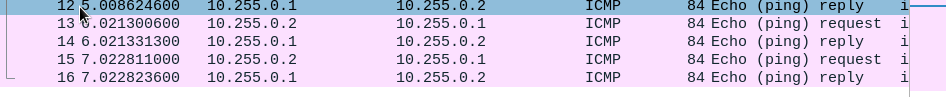 12 5.008624600 10.255.0.1 10.255.0.2 ICMP 84 Echo (ping) reply i
13 6.021300600 10.255.0.2 10.255.0.1 ICMP 84 Echo (ping) request i
14 6.021331300 10.255.0.1 10.255.0.2 ICMP 84 Echo (ping) reply i
15 7.022811000 10.255.0.2 10.255.0.1 ICMP 84 Echo (ping) request i
16 7.022823600 10.255.0.1 10.255.0.2 ICMP 84 Echo (ping) reply i